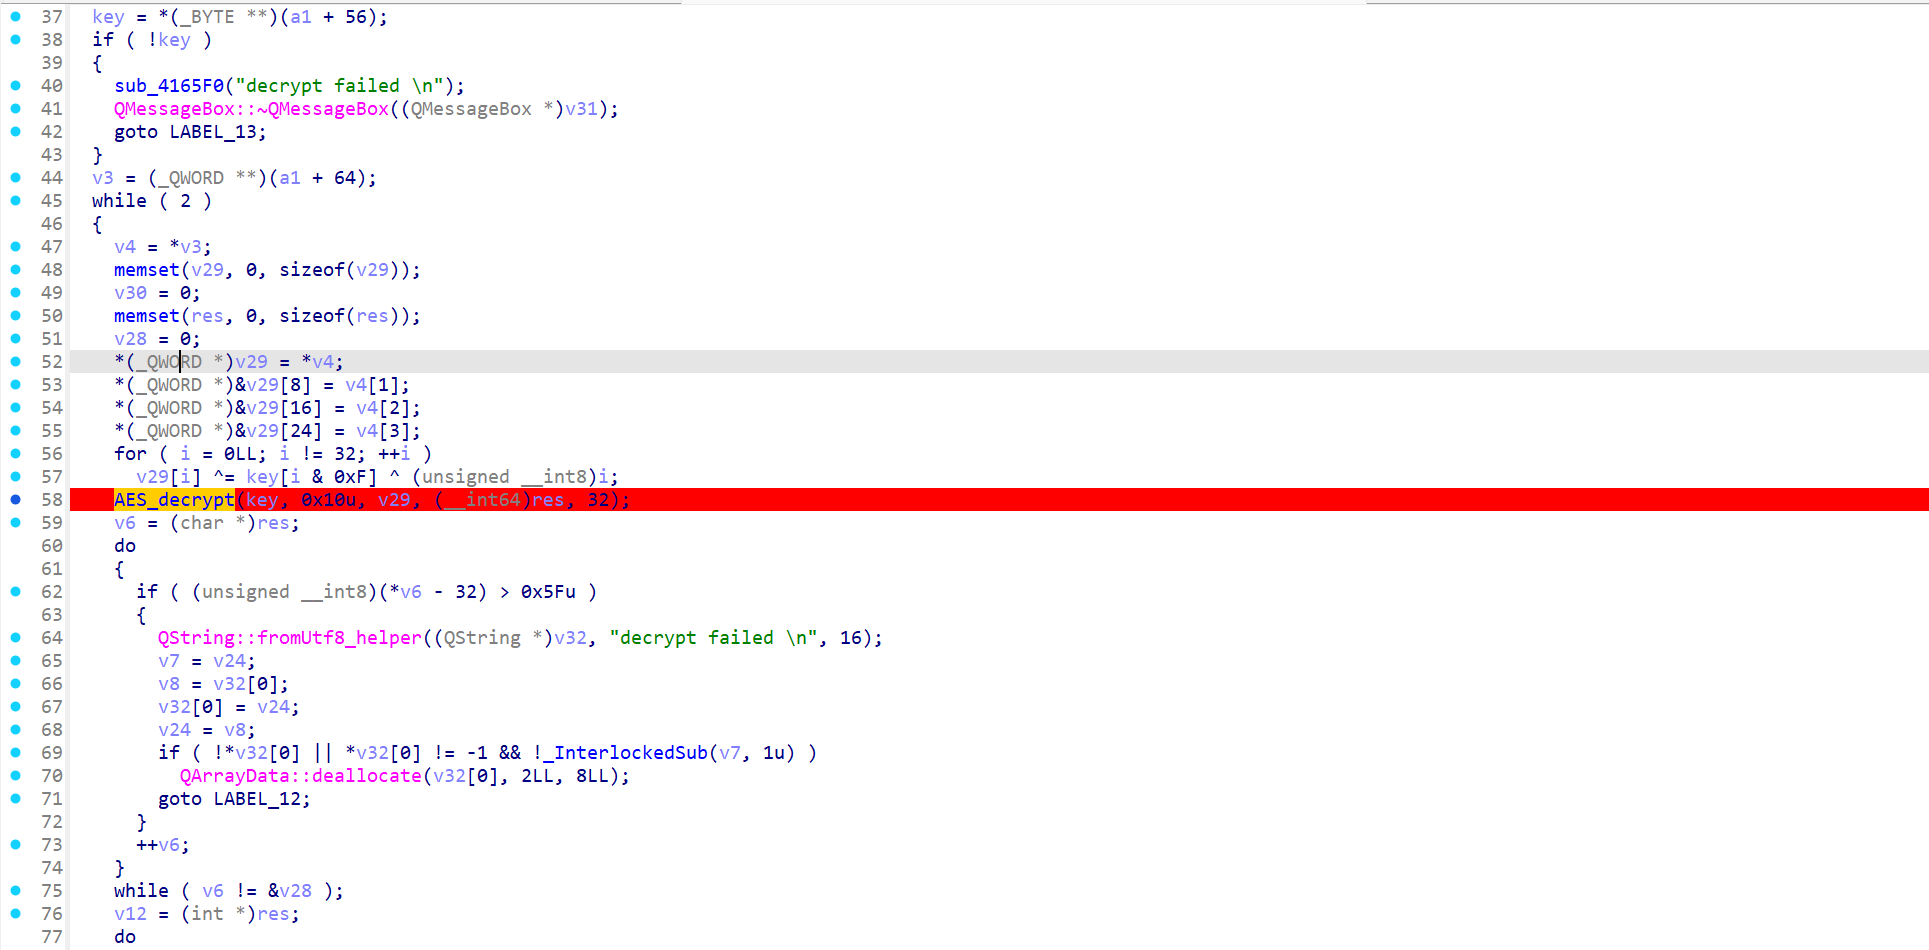 37 key = *(_BYTE **)(a1 + 56);
38 if ( !key )
39 {
40 sub_4165F0("decrypt failed \n");
41 QMessageBox::~QMessageBox((QMessageBox *)v31);
42 goto LABEL_13;
43 }
44 v3 = (_QWORD **)(a1 + 64);
45 while ( 2 )
46 {
47 v4 = *v3;
48 memset(v29, 0, sizeof(v29));
49 v30 = 0;
50 memset(res, 0, sizeof(res));
51 v28 = 0;
52 *(_QWORD *)v29 = *v4;
53 *(_QWORD *)&v29[8] = v4[1];
54 *(_QWORD *)&v29[16] = v4[2];
55 *(_QWORD *)&v29[24] = v4[3];
56 for ( i = 0LL; i != 32; ++i )
57 v29[i] ^= key[i & 0xF] ^ (unsigned __int8)i;
58 AES_decrypt(key, 0x10u, v29, (__int64)res, 32);
59 v6 = (char *)res;
60 do
61 {
62 if ( (unsigned __int8)(*v6 - 32) > 0x5Fu )
63 {
64 QString::fromUtf8_helper((QString *)v32, "decrypt failed \n", 16);
65 v7 = v24;
66 v8 = v32[0];
67 v32[0] = v24;
68 v24 = v8;
69 if ( !*v32[0] || *v32[0] != -1 && !_InterlockedSub(v7, 1u) )
70 QArrayData::deallocate(v32[0], 2LL, 8LL);
71 goto LABEL_12;
72 }
73 ++v6;
74 }
75 while ( v6 != &v28 );
76 v12 = (int *)res;
77 do